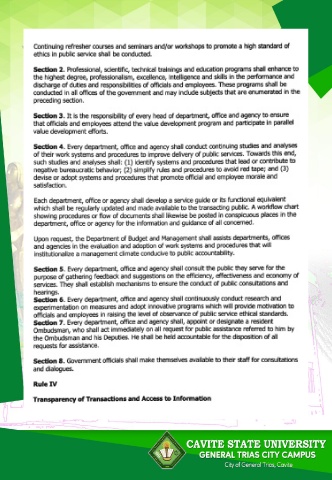 Continuing refresher courses and seminars and/or workshops to promote a high standard of
ethics in public service shall be conducted.
Section 2. Professional, scientific, technical trainings and education programs shall enhance to
the highest degree, professionalism, excellence, intelligence and skills in the performance and
discharge of duties and responsibilities of officials and employees. These programs shall be
conducted in all offices of the government and may include subjects that are enumerated in the
preceding section.
Section 3. It is the responsibility of every head of department, office and agency to ensure
that officials and employees attend the value development program and participate in parallel
value development efforts.
Section 4. Every department, office and agency shall conduct continuing studies and analyses
of their work systems and procedures to improve delivery of public services. Towards this end,
such studies and analyses shall: (1) identify systems and procedures that lead or contribute to
negative bureaucratic behavior; (2) simplify rules and procedures to avoid red tape; and (3)
devise or adopt systems and procedures that promote official and employee morale and
satisfaction.
Each department, office or agency shall develop a service guide or its functional equivalent
which shall be regularly updated and made available to the transacting public. A workflow chart
showing procedures or flow of documents shall likewise be posted in conspicuous places in the
department, office or agency for the information and guidance of all concerned.
Upon request, the Department of Budget and Management shall assists departments, offices
and agencies in the evaluation and adoption of work systems and procedures that will
institutionalize a management climate conducive to public accountability.
Section 5. Every department, office and agency shall consult the public they serve for the
purpose of gathering feedback and suggestions on the efficiency, effectiveness and economy of
services. They shall establish mechanisms to ensure the conduct of public consultations and
hearings.
Section 6. Every department, office and agency shall continuously conduct research and
experimentation on measures and adopt innovative programs which will provide motivation to
officials and employees in raising the level of observance of public service ethical standards.
Section 7. Every department, office and agency shall, appoint or designate a resident
Ombudsman, who shall act immediately on all request for public assistance referred to him by
the Ombudsman and his Deputies. He shall be held accountable for the disposition of all
requests for assistance.
Section 8. Government officials shall make themselves available to their staff for consultations
and dialogues.
Rule IV
Transparency of Transactions and Access to Information
CAVITE STATE UNIVERSITY
GENERAL TRIAS CITY CAMPUS
City of General Trias, Cavite